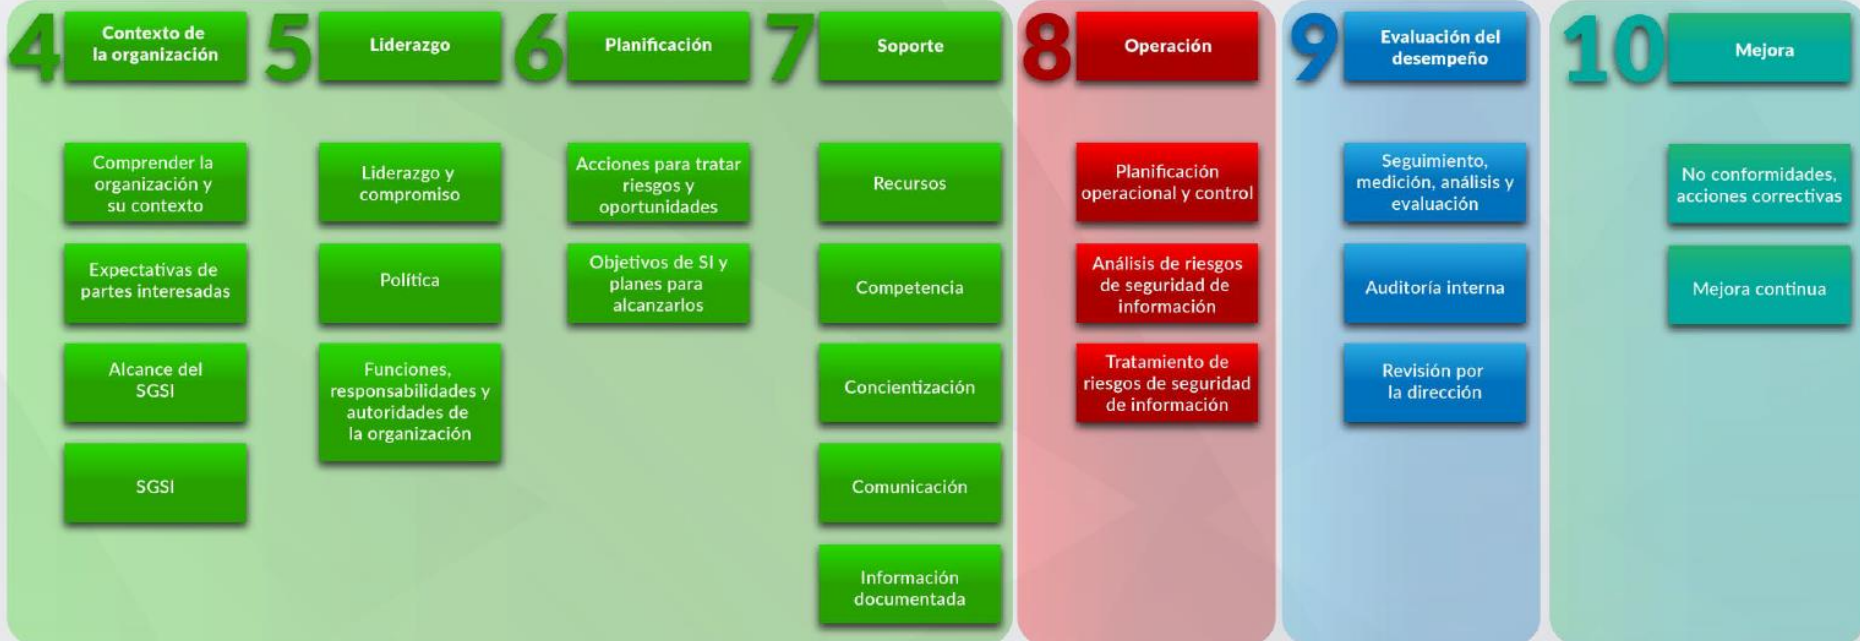 4
Contexto de
la organización
Comprender la
organización y
su contexto
Expectativas de
partes interesadas
Alcance del
SGSI
SGSI
5
Liderazgo
Liderazgo y
compromiso
Política
Funciones,
responsabilidades y
autoridades de
la organización
6
Planificación
Acciones para tratar
riesgos y
oportunidades
Objetivos de SI y
planes para
alcanzarlos
7
Soporte
Recursos
Competencia
Concientización
Comunicación
Información
documentada
8
Operación
Planificación
operacional y control
Análisis de riesgos
de seguridad de
información
Tratamiento de
riesgos de seguridad
de información
9
Evaluación del
desempeño
Seguimiento,
medición, análisis y
evaluación
Auditoría interna
Revisión por
la dirección
10
Mejora
No conformidades,
acciones correctivas
Mejora continua